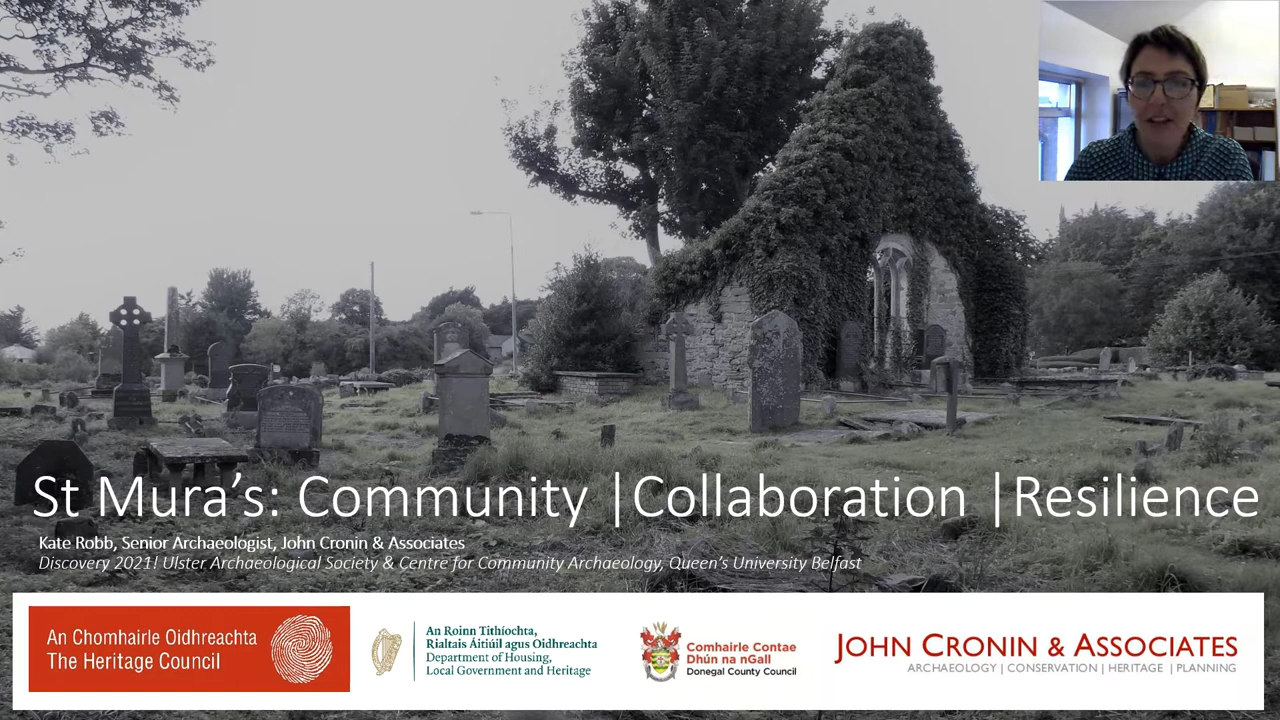 St Mura's: Community |Collaboration |Resilience
Kate Robb, Senior Archaeologist, John Cronin & Associates
Discovery 2021! Ulster Archaeological Society & Centre for Community Archaeology, Queen's University Belfast
An Chomhairle Oidhreachta
The Heritage Council
An Roinn Tithíochta,
Rialtais Áitiúil agus Oidhreachta
Department of Housing,
Local Government and Heritage
Comhairle Contae
Dhún na nGall
Donegal County Council
JOHN CRONIN & ASSOCIATES
ARCHAEOLOGY | CONSERVATION | HERITAGE | PLANNING